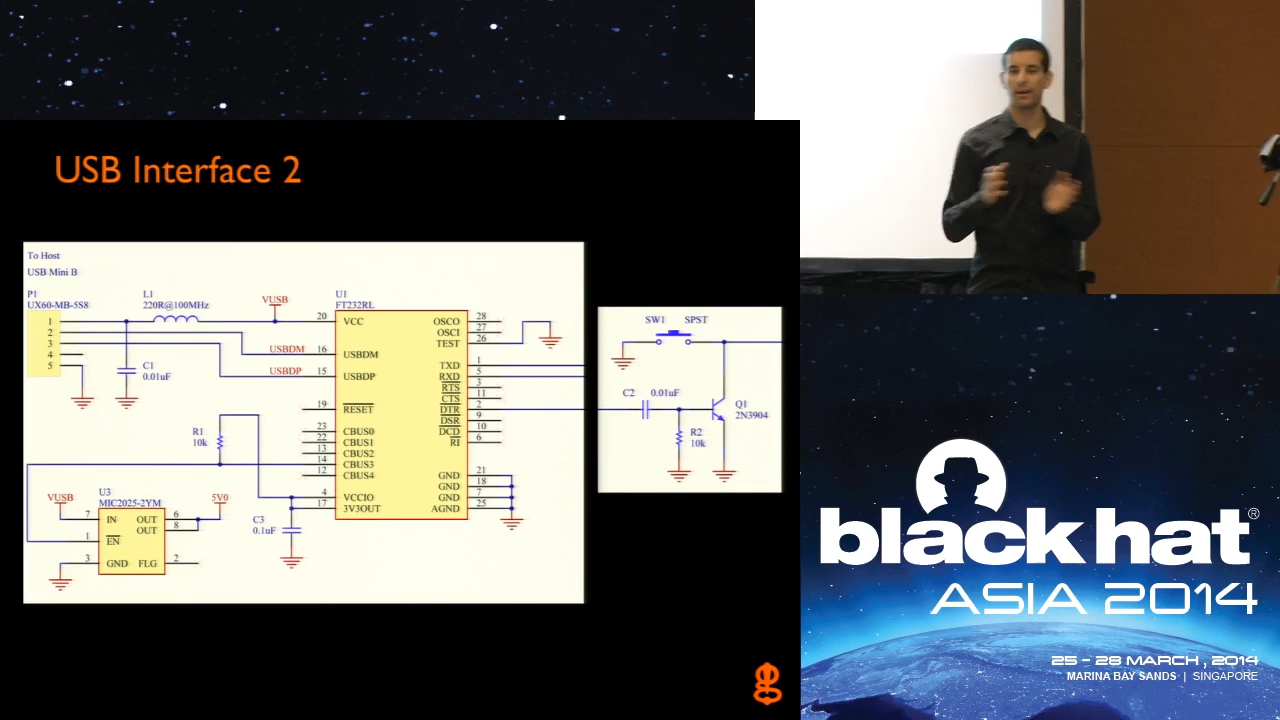 USB Interface 2
To Host
USB Mini B
P1
UX60-MB-5S8
1
2
3
4
5
L1
220R@100MHz
VUSB
C1
0.01uF
USBDM
USBDP
U1
FT232RL
20 VCC
16 USBDM
15 USBDP
19 RESET
23 CBUS0
22 CBUS1
13 CBUS2
14 CBUS3
12 CBUS4
4 VCCIO
17 3V3OUT
OSCO 28
OSCI 27
TEST 26
TXD 1
RXD 5
RTS 3
CTS 11
DTR 2
DSR 9
DCD 10
RI 6
GND 21
GND 18
GND 7
AGND 25
R1
10k
C3
0.1uF
VUSB
U3
MIC2025-2YM
5V0
7 IN OUT 6
OUT 8
1 EN
3 GND FLG 2
SW1 SPST
C2 0.01uF
Q1
2N3904
R2
10k
black hat®
ASIA 2014
25 - 28 MARCH, 2014
MARINA BAY SANDS | SINGAPORE